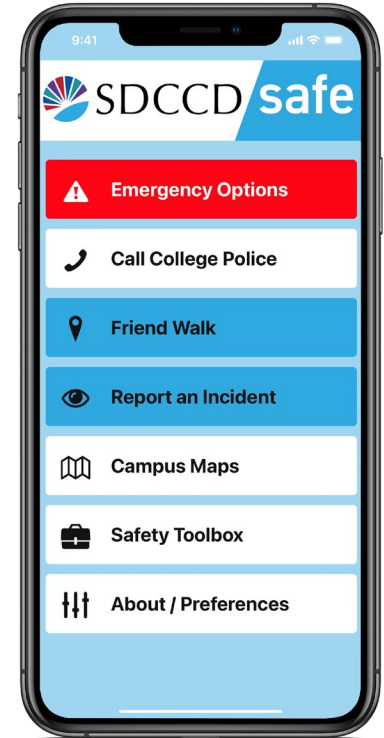 9:41
SDCCD safe
Emergency Options
Call College Police
Friend Walk
Report an Incident
Campus Maps
Safety Toolbox
About / Preferences